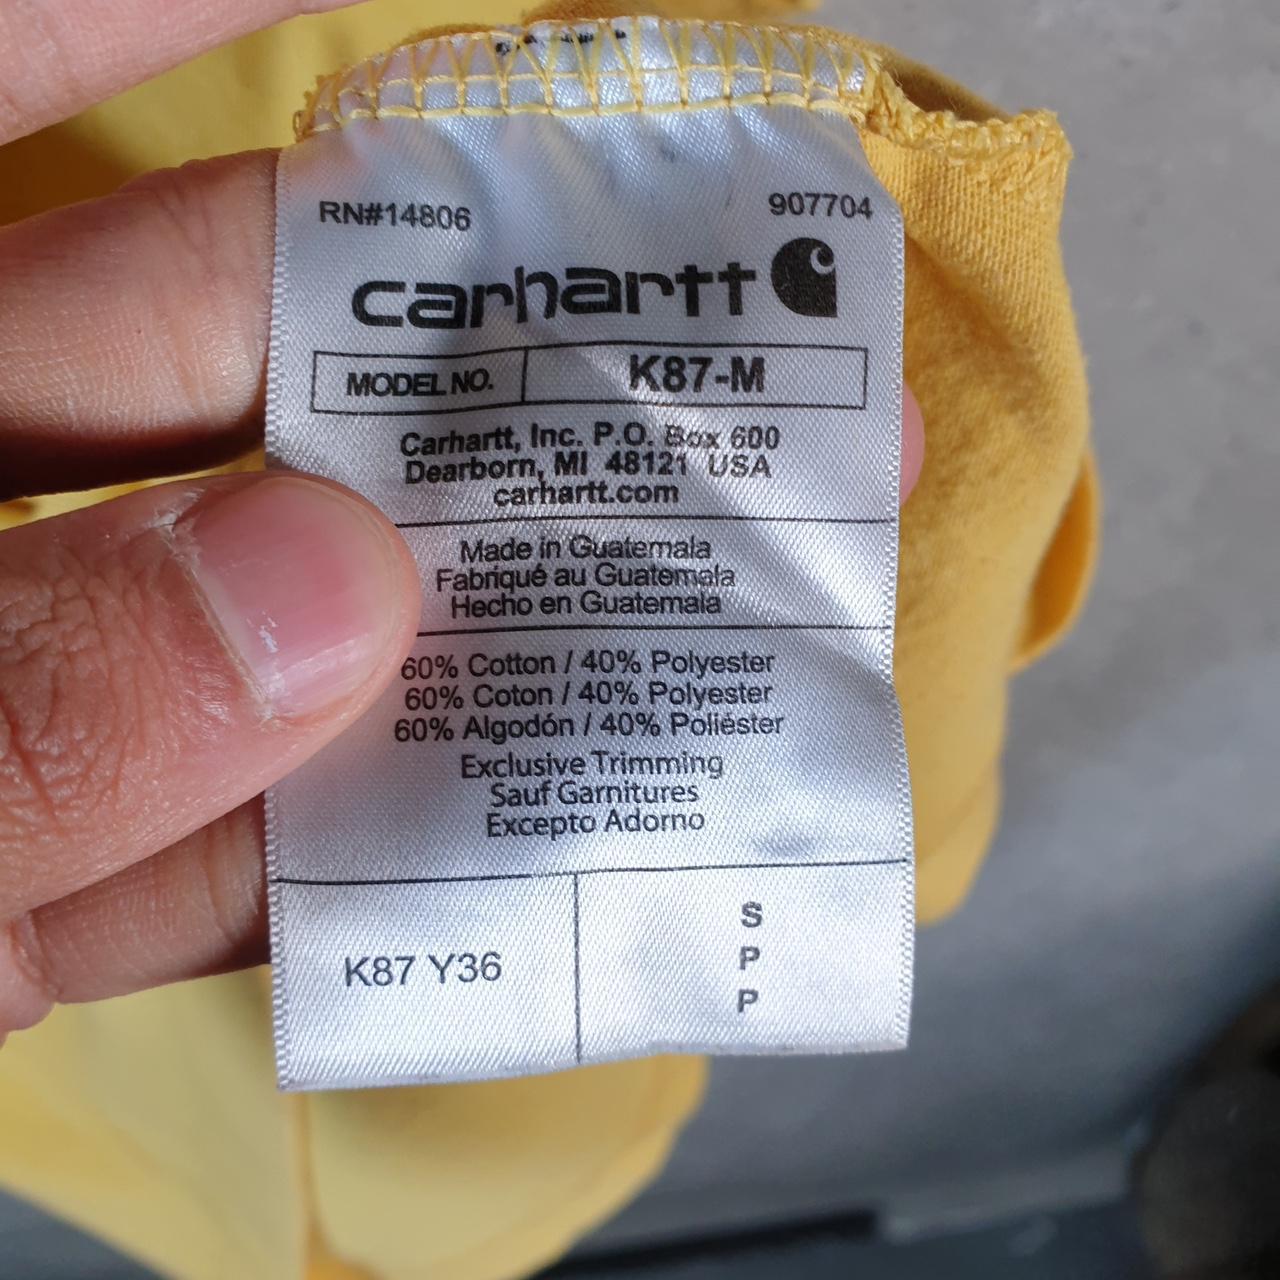 RN#14806 907704
carhartt
MODEL NO. K87-M
Carhartt, Inc. P.O. Box 600
Dearborn, MI 48121 USA
carhartt.com
Made in Guatemala
Fabriqué au Guatemala
Hecho en Guatemala
60% Cotton / 40% Polyester
60% Coton / 40% Polyester
60% Algodón / 40% Poliéster
Exclusive Trimming
Sauf Garnitures
Excepto Adorno
K87 Y36
S
P
P